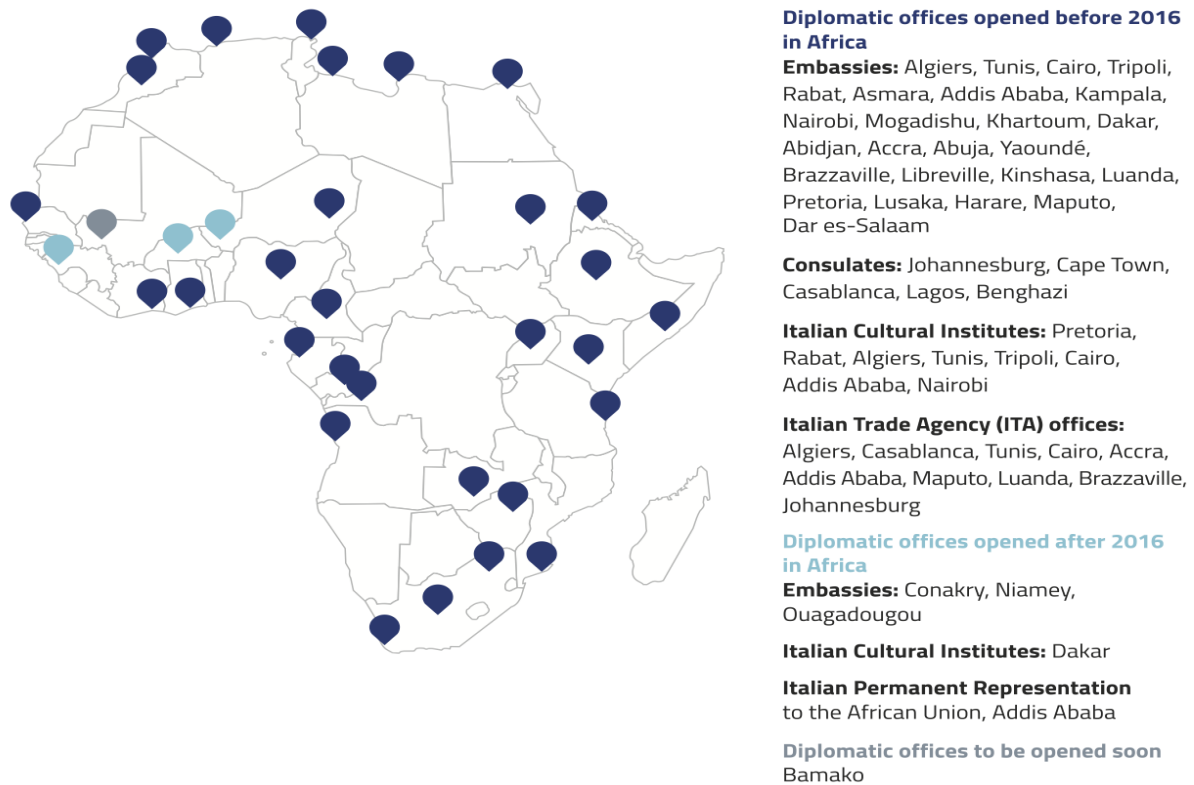 Diplomatic offices opened before 2016
in Africa
Embassies: Algiers, Tunis, Cairo, Tripoli,
Rabat, Asmara, Addis Ababa, Kampala,
Nairobi, Mogadishu, Khartoum, Dakar,
Abidjan, Accra, Abuja, Yaoundé,
Brazzaville, Libreville, Kinshasa, Luanda,
Pretoria, Lusaka, Harare, Maputo,
Dar es-Salaam
Consulates: Johannesburg, Cape Town,
Casablanca, Lagos, Benghazi
Italian Cultural Institutes: Pretoria,
Rabat, Algiers, Tunis, Tripoli, Cairo,
Addis Ababa, Nairobi
Italian Trade Agency (ITA) offices:
Algiers, Casablanca, Tunis, Cairo, Accra,
Addis Ababa, Maputo, Luanda, Brazzaville,
Johannesburg
Diplomatic offices opened after 2016
in Africa
Embassies: Conakry, Niamey,
Ouagadougou
Italian Cultural Institutes: Dakar
Italian Permanent Representation
to the African Union, Addis Ababa
Diplomatic offices to be opened soon
Bamako